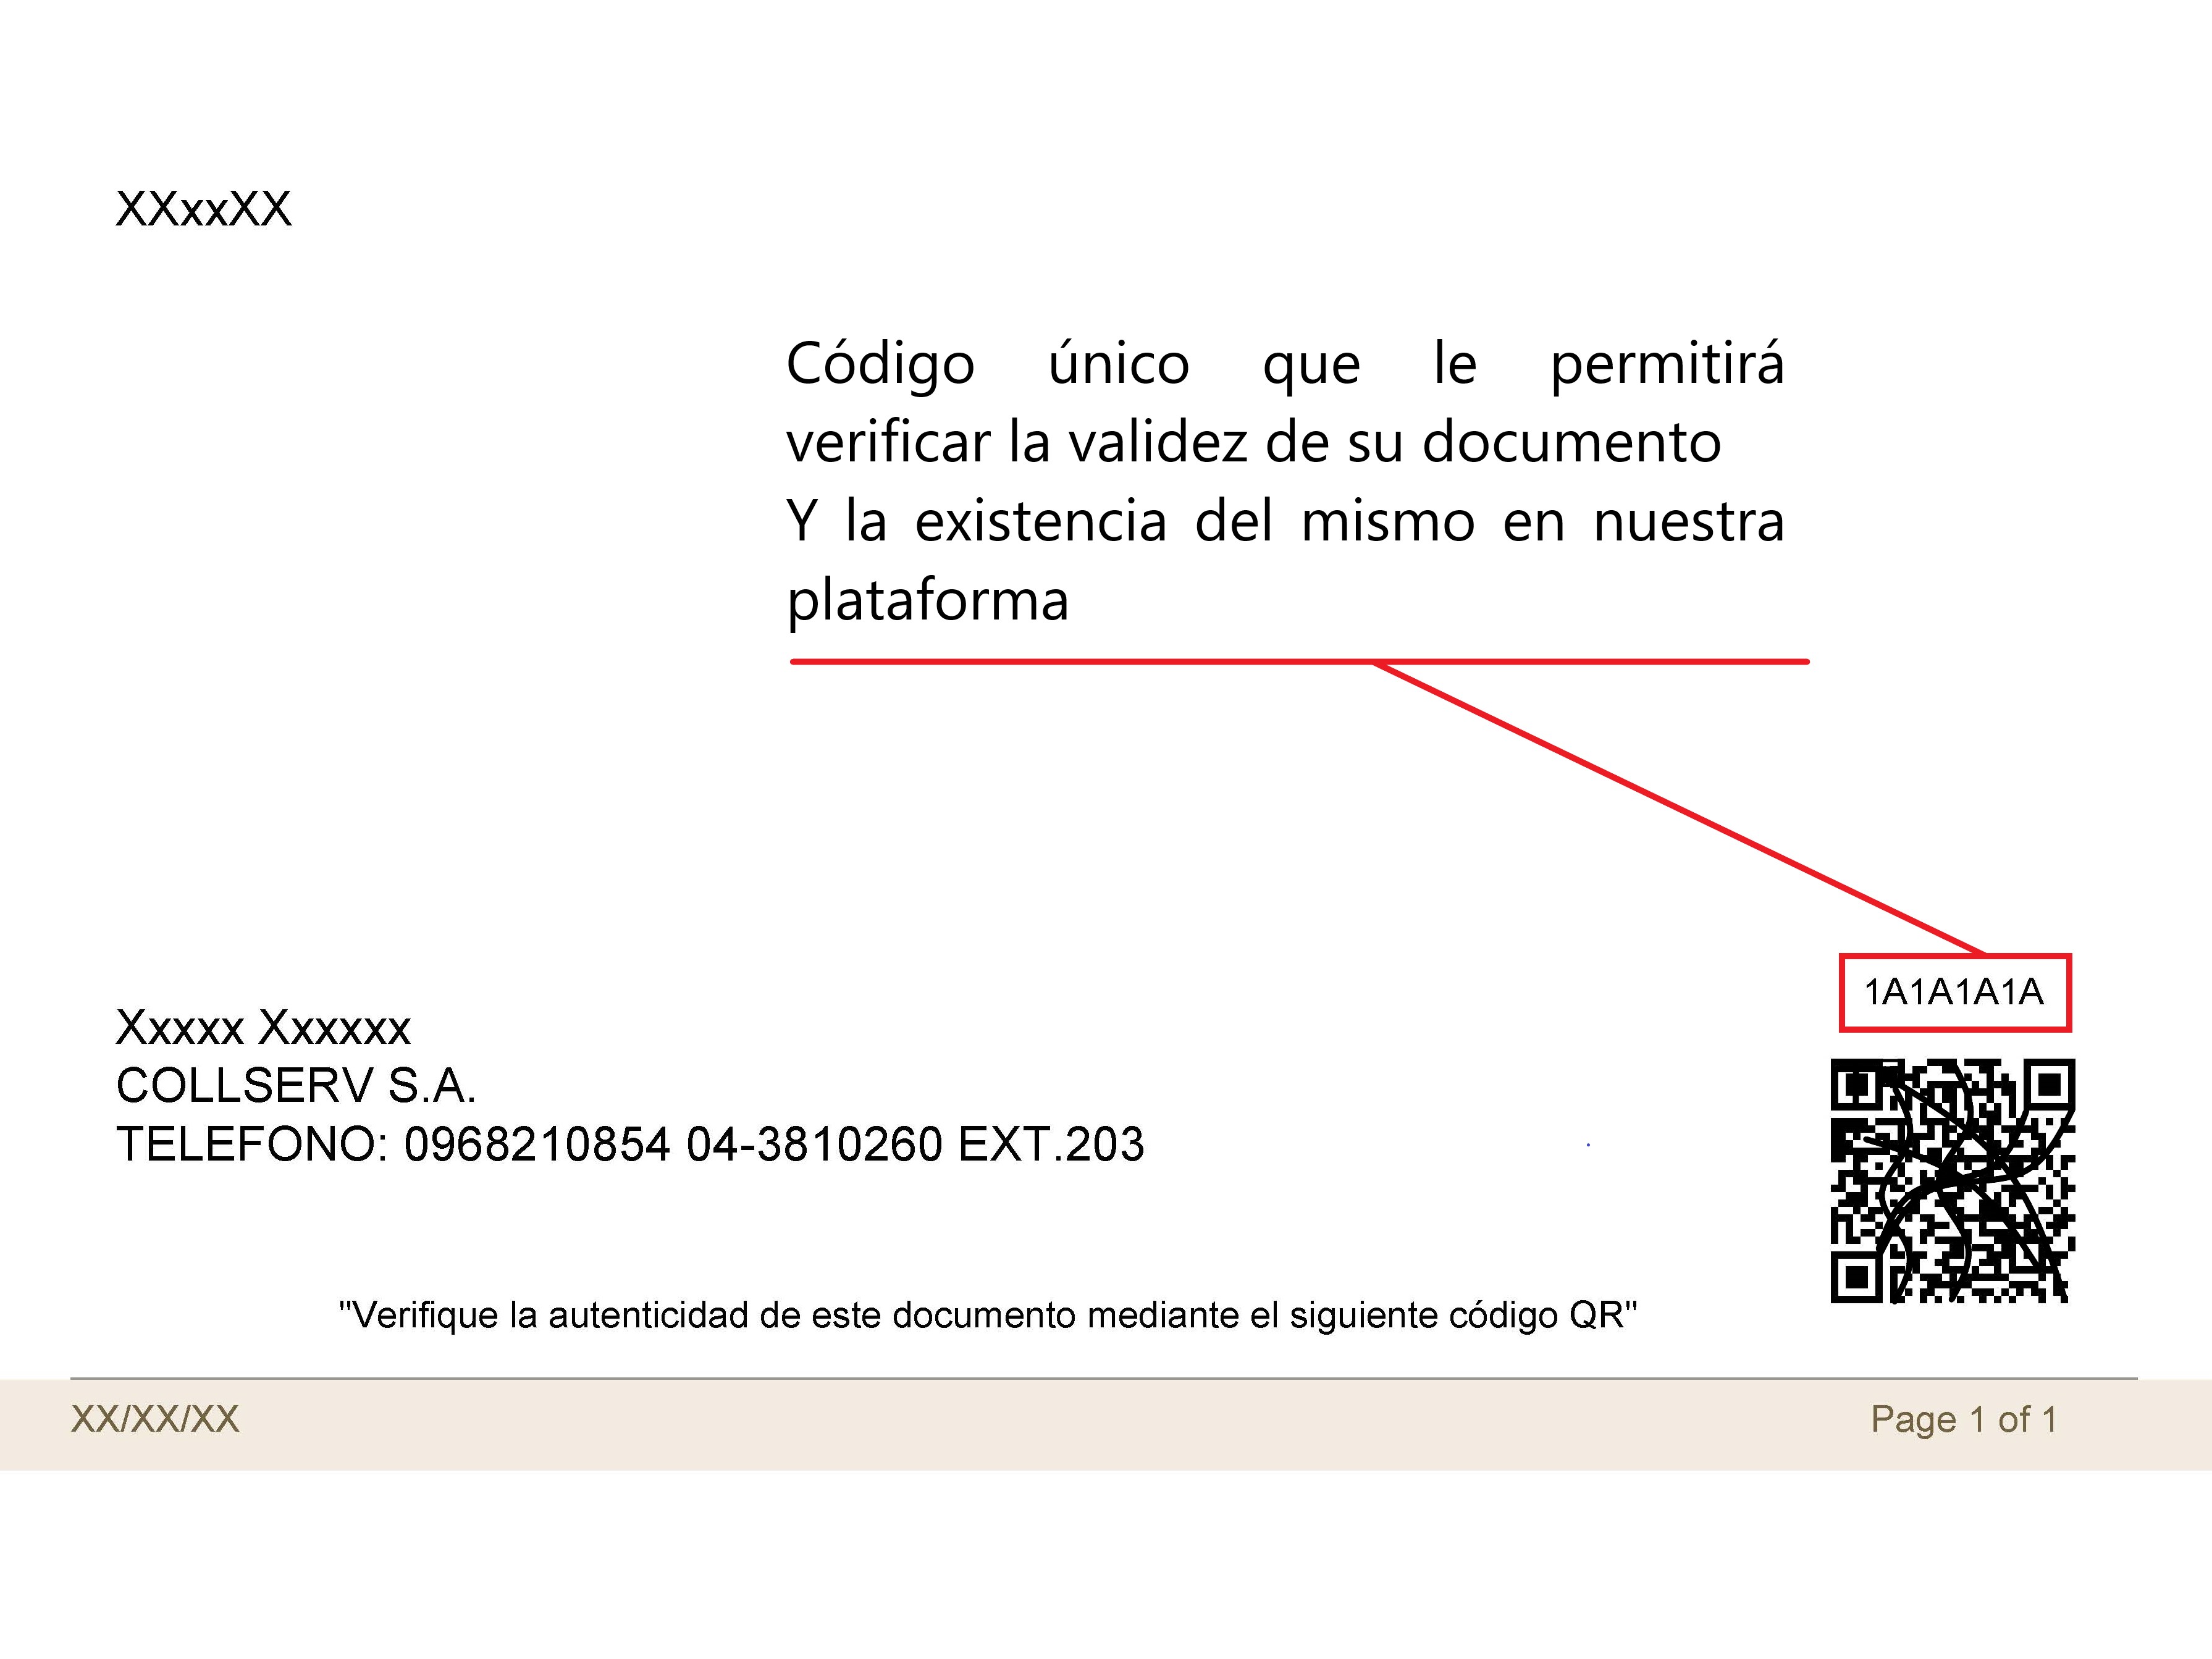 XXxxXX
Código único que le permitirá
verificar la validez de su documento
Y la existencia del mismo en nuestra
plataforma
1A1A1A1A
Xxxxx Xxxxxx
COLLSERV S.A.
TELEFONO: 0968210854 04-3810260 EXT.203
"Verifique la autenticidad de este documento mediante el siguiente código QR"
XX/XX/XX
Page 1 of 1